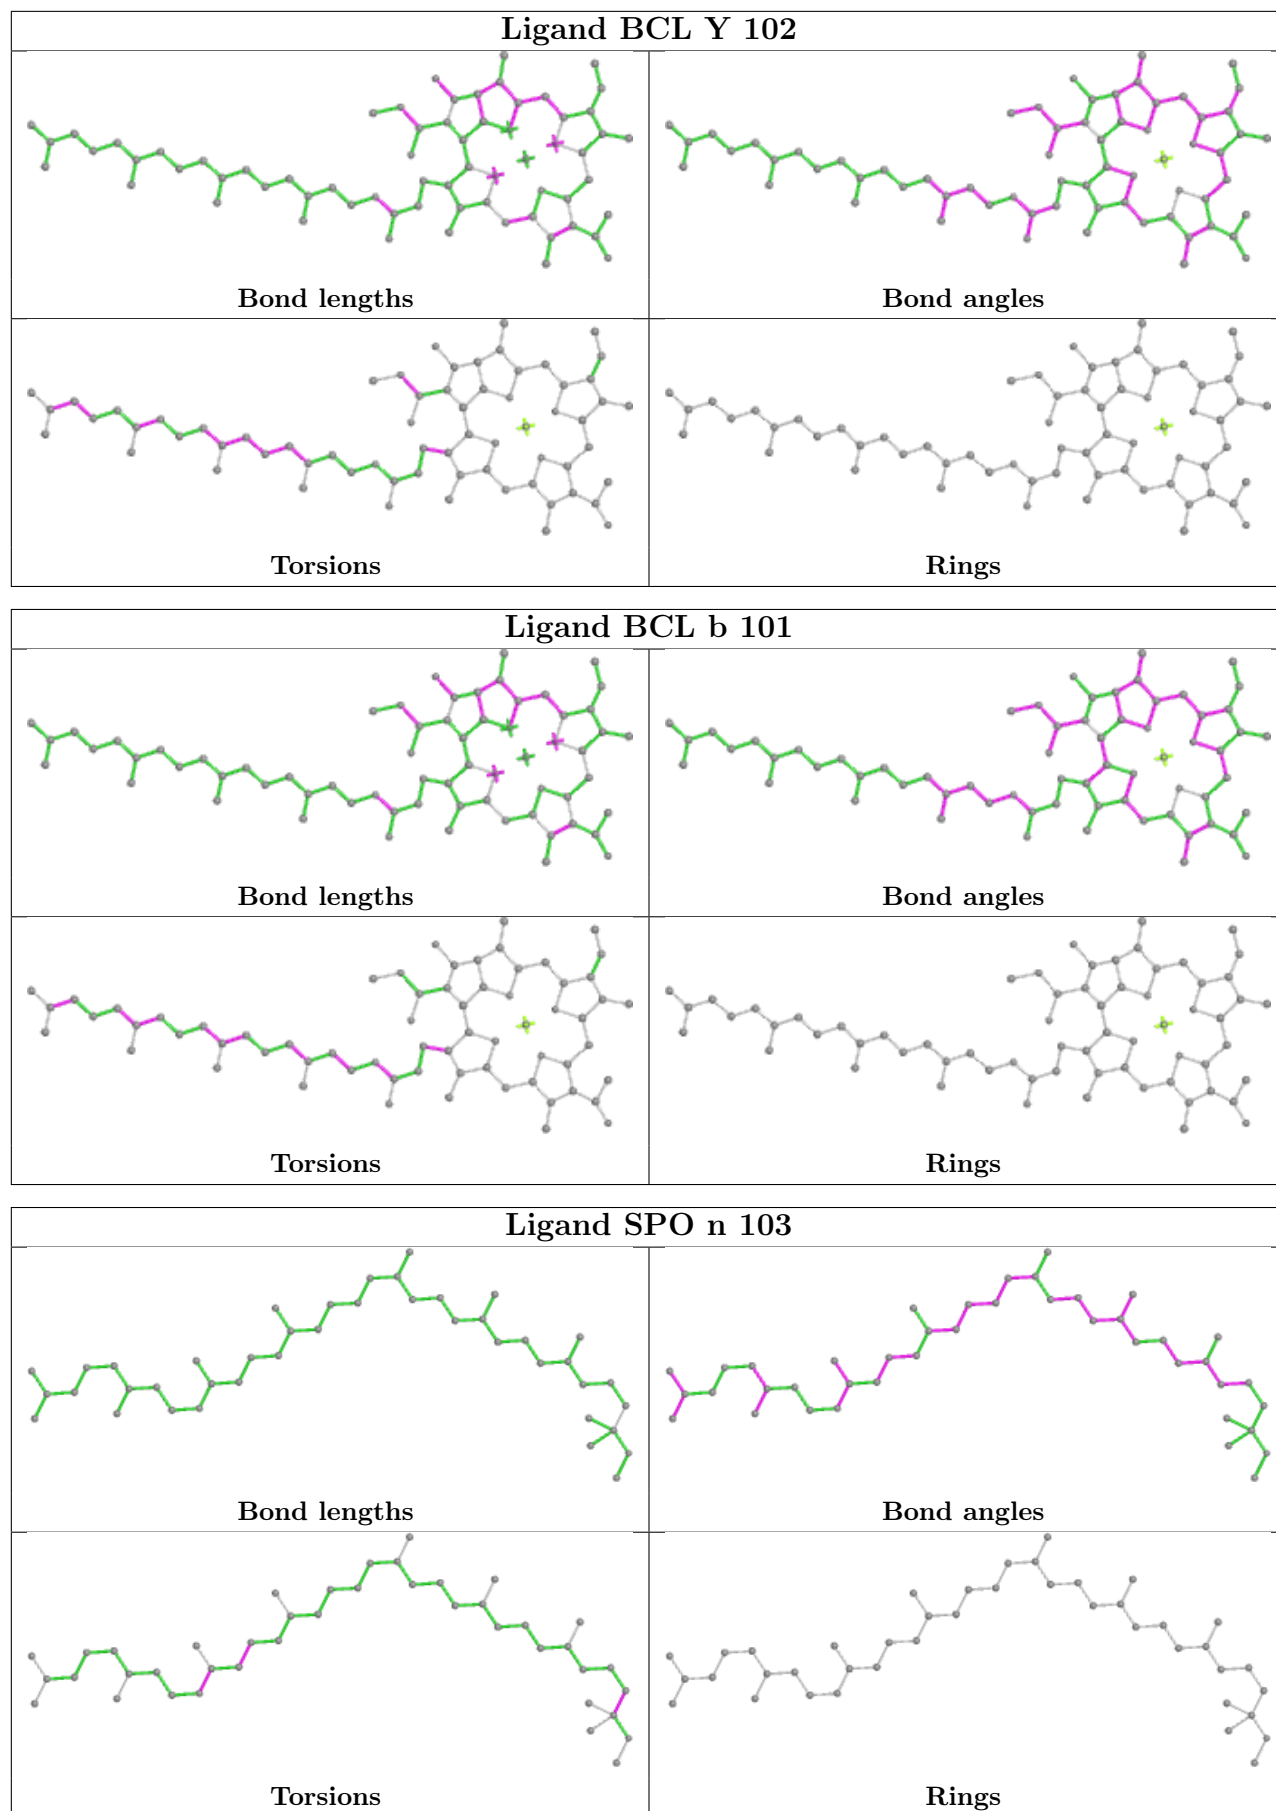 Ligand BCL Y 102
Bond lengths
Bond angles
Torsions
Rings
Ligand BCL b 101
Bond lengths
Bond angles
Torsions
Rings
Ligand SPO n 103
Bond lengths
Bond angles
Torsions
Rings